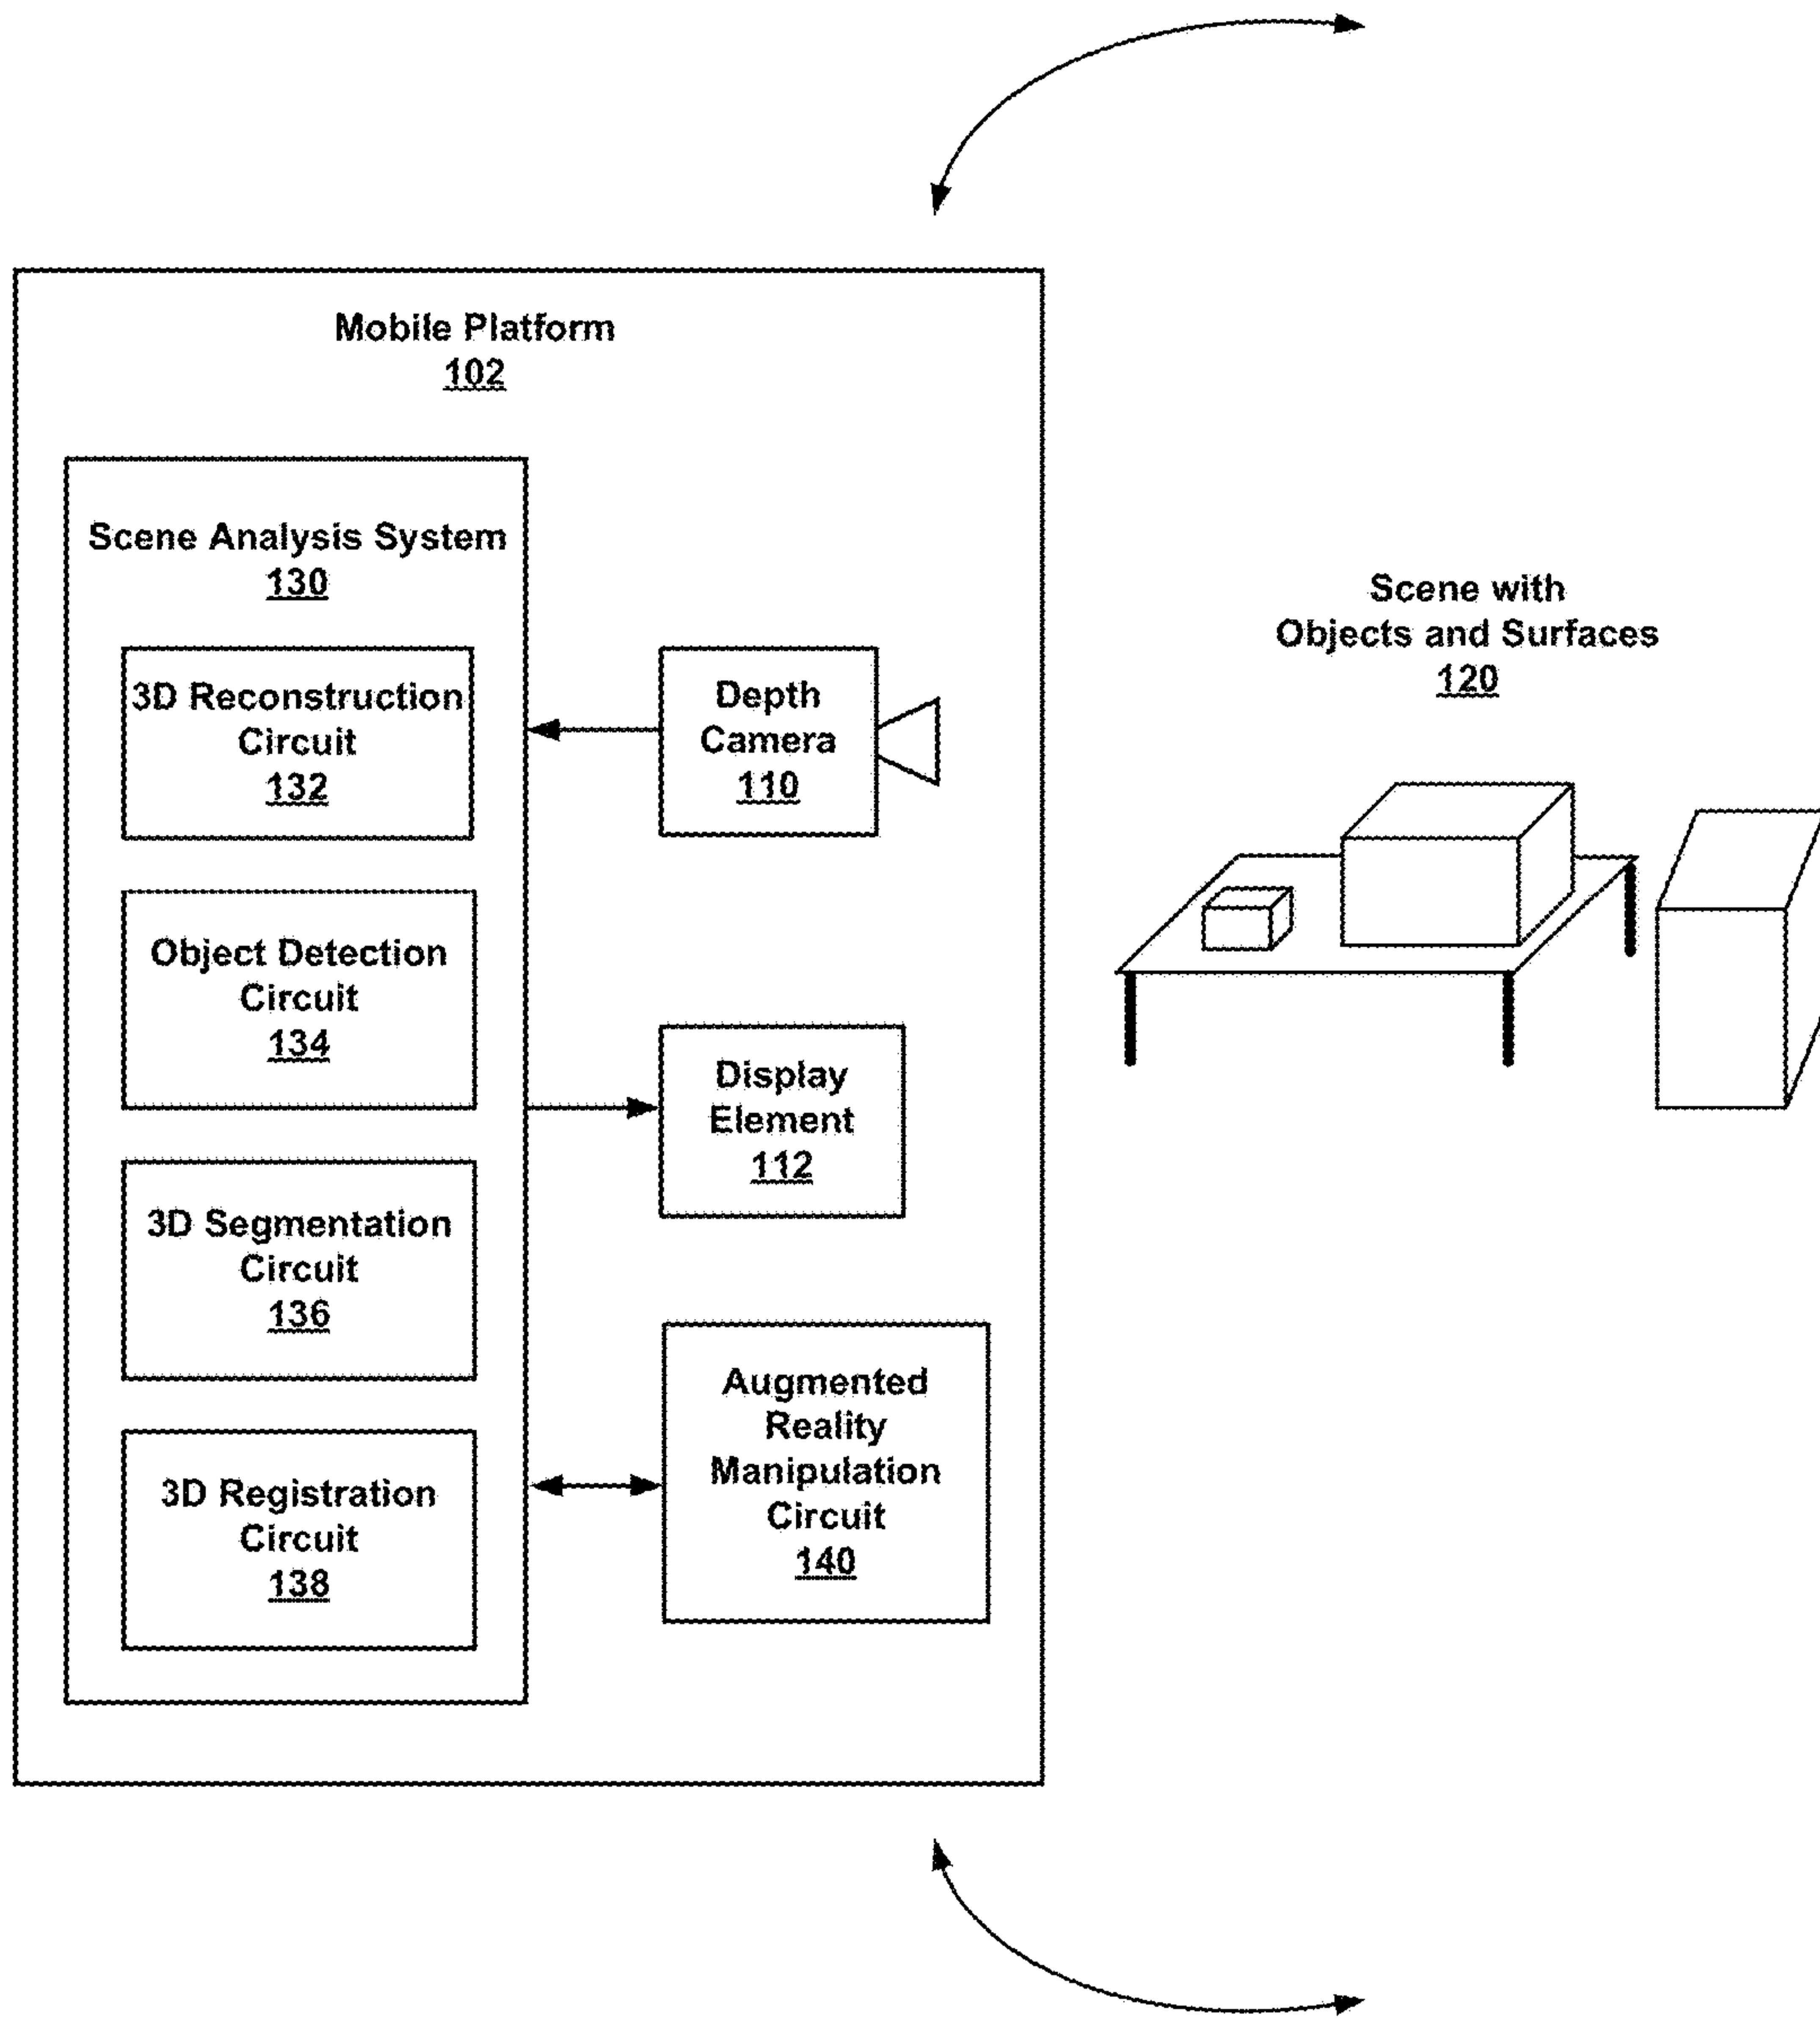 Mobile Platform
102
Scene Analysis System
130
3D Reconstruction
Circuit
132
Object Detection
Circuit
134
3D Segmentation
Circuit
136
3D Registration
Circuit
138
Depth
Camera
110
Display
Element
112
Augmented
Reality
Manipulation
Circuit
140
Scene with
Objects and Surfaces
120